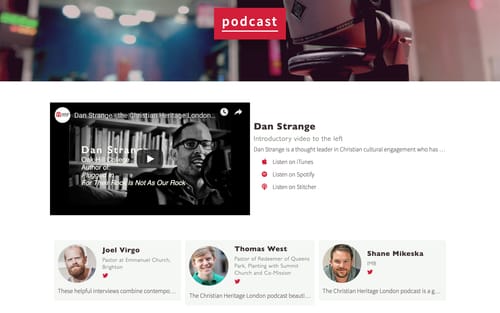 podcast
Dan Strange - the Christian Heritage London...
Dan Strange
Oak Hill College
Author of:
Plugged In
For Their Rock Is Not As Our Rock
Dan Strange
Introductory video to the left
Dan Strange is a thought leader in Christian cultural engagement who has ...
Listen on iTunes
Listen on Spotify
Listen on Stitcher
Joel Virgo
Pastor at Emmanuel Church,
Brighton
These helpful interviews combine contempo...
Thomas West
Pastor of Redeemer of Queens
Park, Planting with Summit
Church and Co-Mission
The Christian Heritage London podcast beauti...
Shane Mikeska
IMB
The Christian Heritage London podcast is a g...